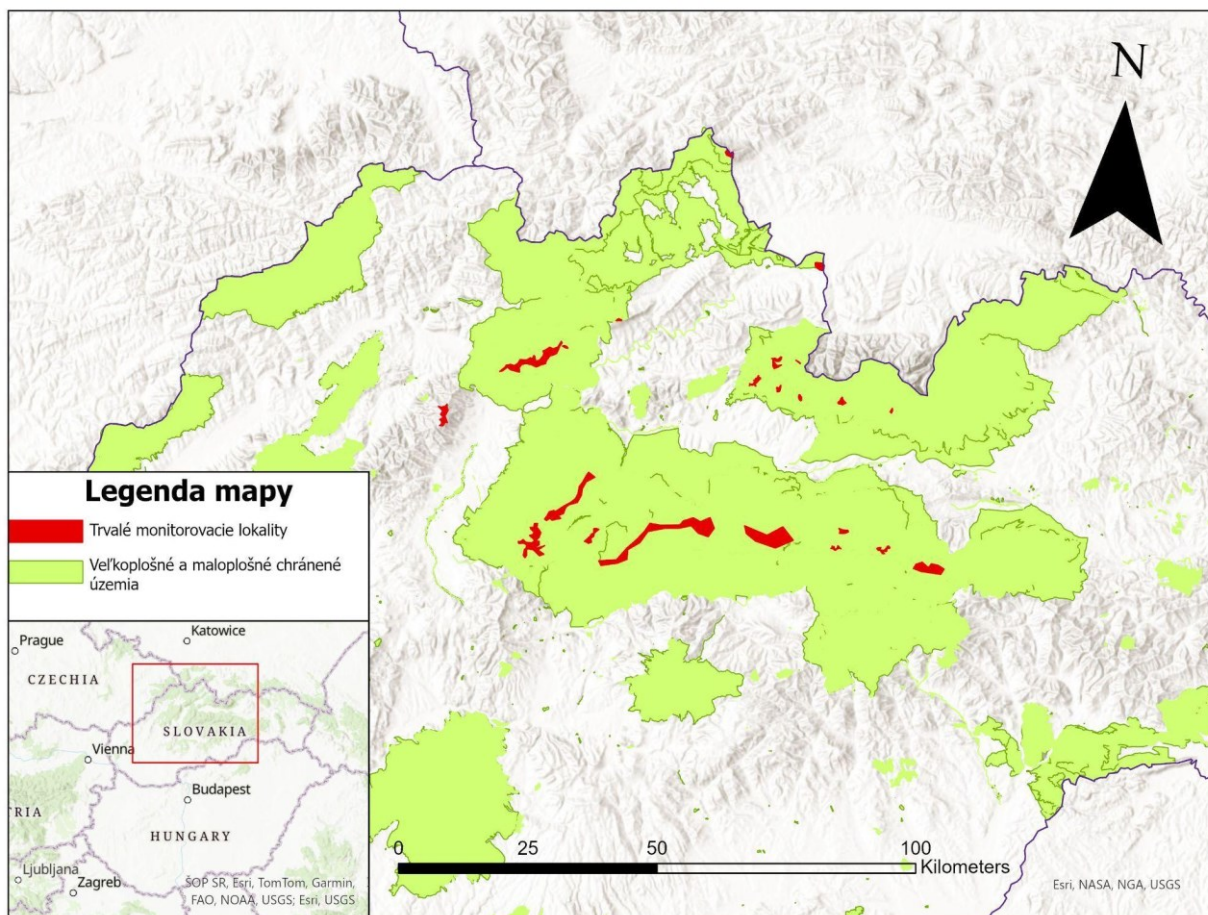 N
Legenda mapy
Trvalé monitorovacie lokality
Veľkoplošné a maloplošné chránené
územia
Katowice
Prague
CZECHIA
SLOVAKIA
Vienna
Budapest
TRIA
HUNGARY
Ljubljana
Zagreb
ŠOP SR, Esri, TomTom, Garmin,
FAO, NOAA, USGS; Esri, USGS
0 25 50 100
Kilometers
Esri, NASA, NGA, USGS